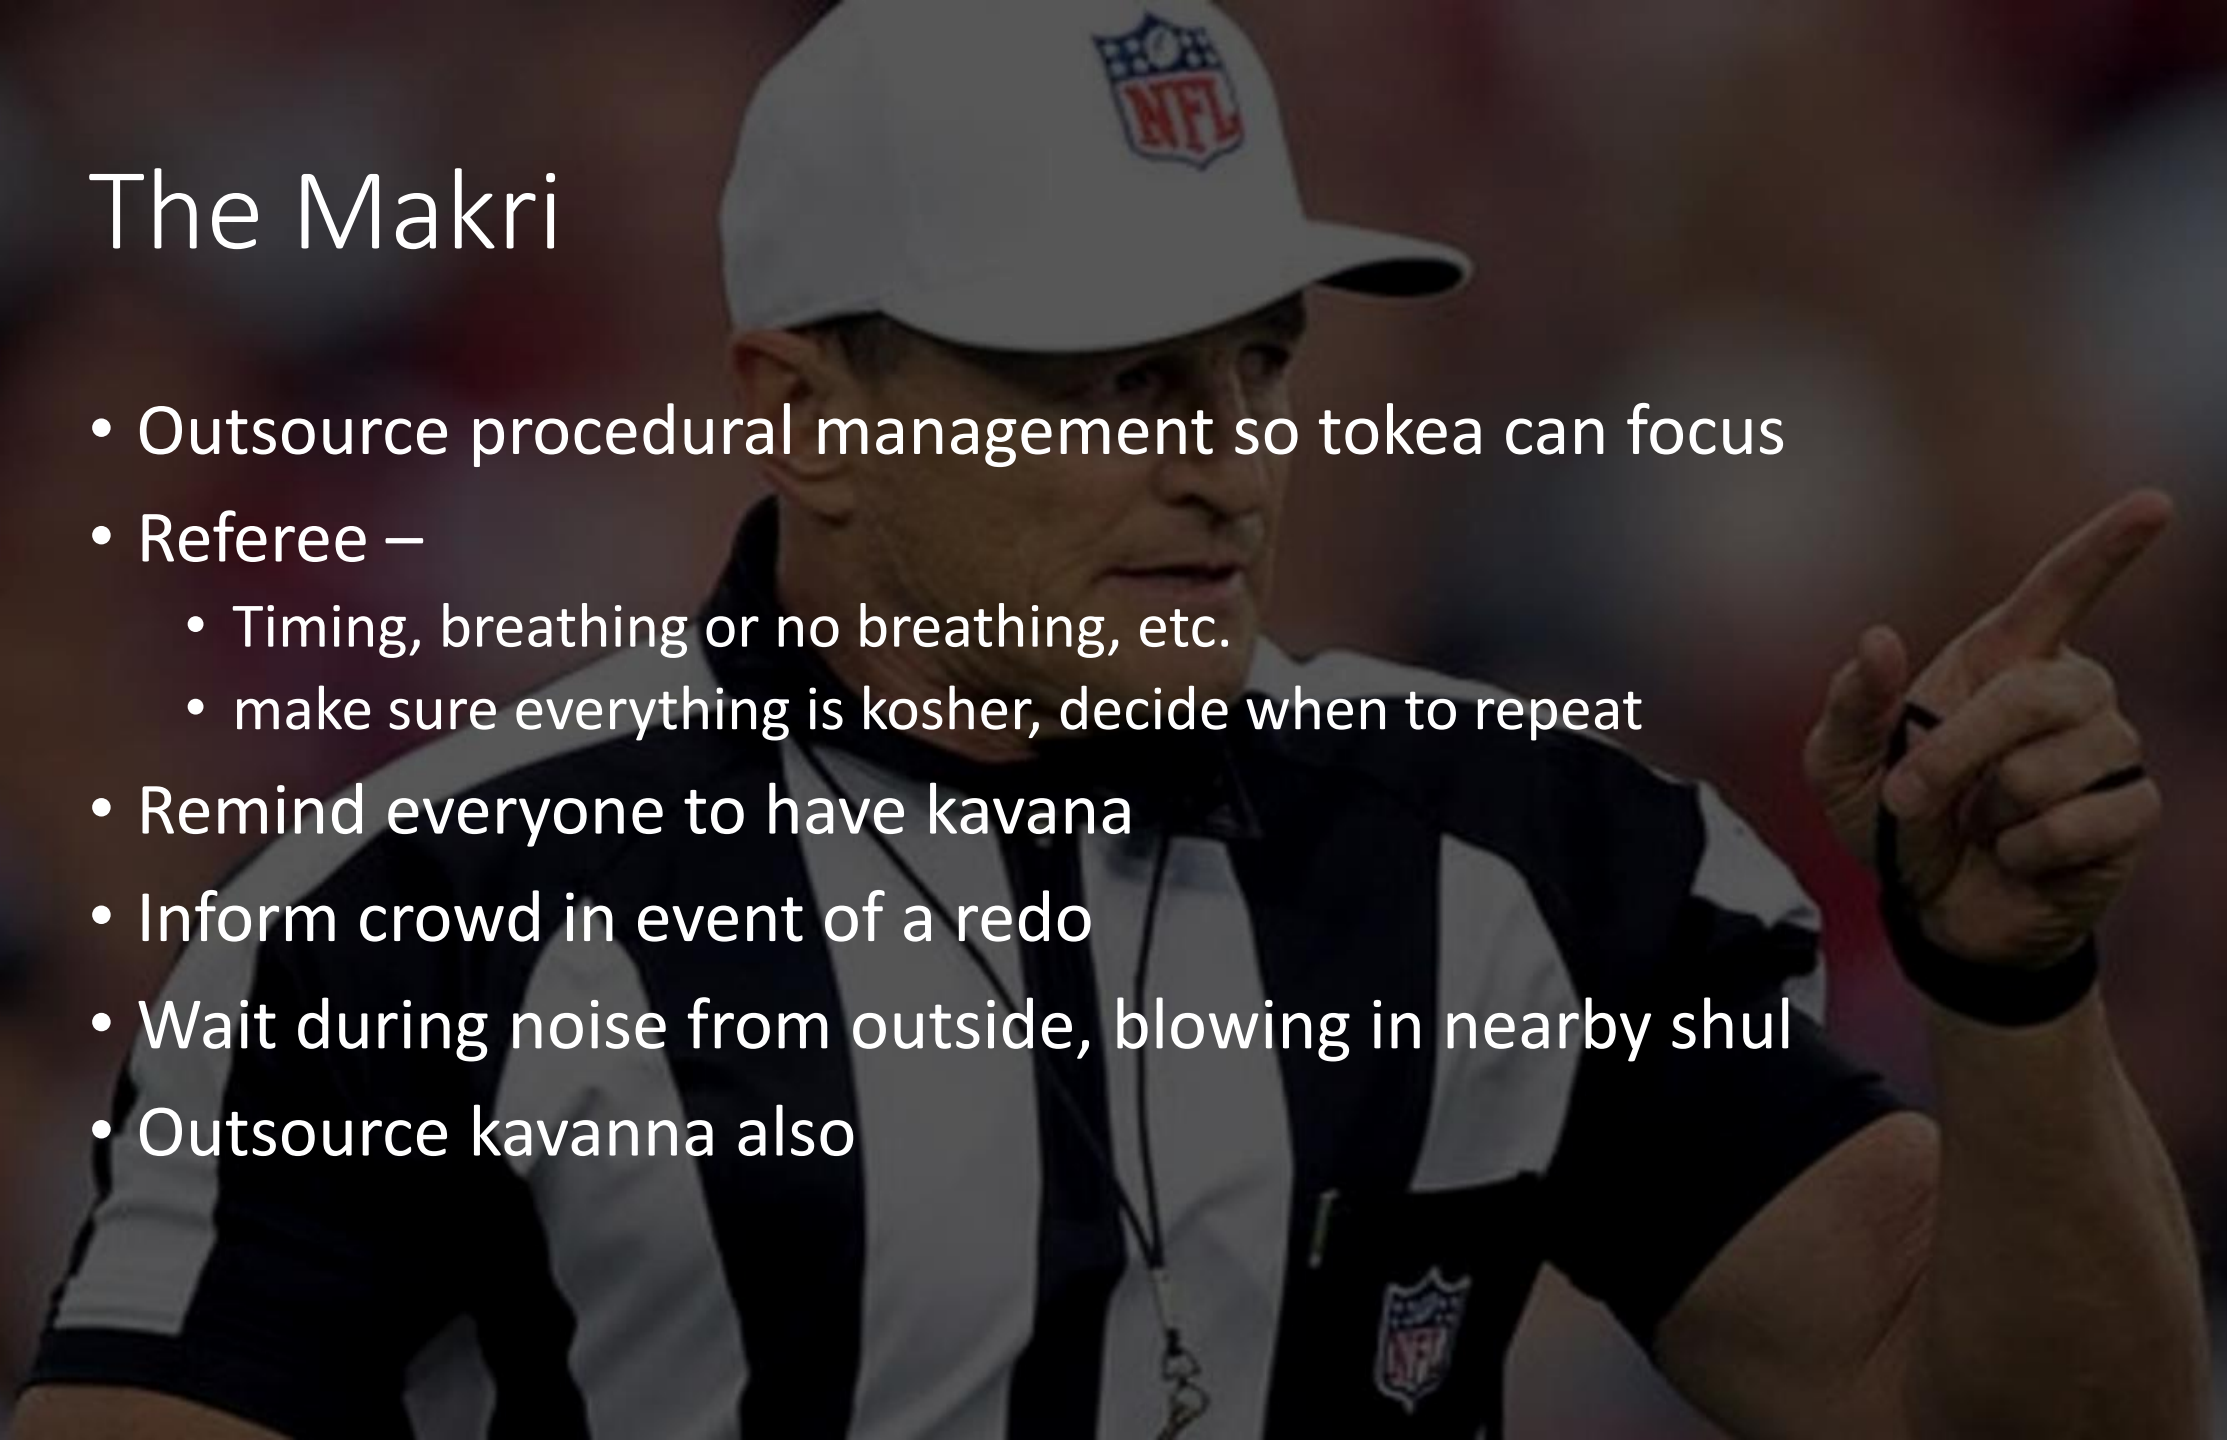 NFL
The Makri
• Outsource procedural management so tokea can focus
• Referee –
• Timing, breathing or no breathing, etc.
• make sure everything is kosher, decide when to repeat
• Remind everyone to have kavana
• Inform crowd in event of a redo
• Wait during noise from outside, blowing in nearby shul
• Outsource kavanna also
NFL